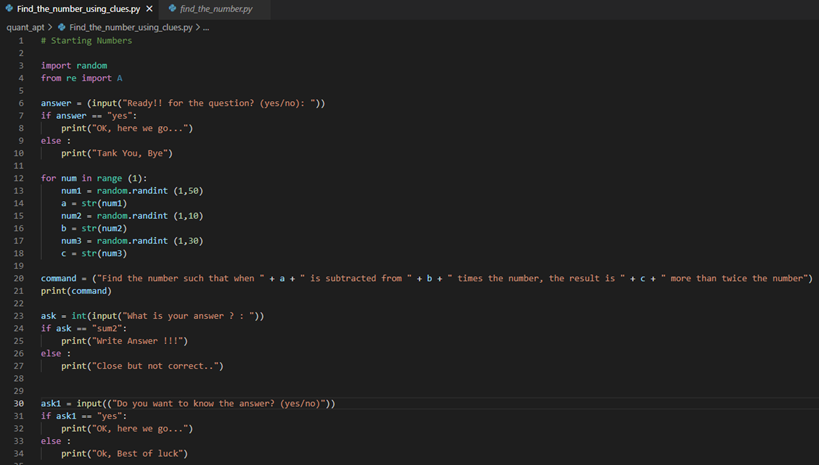 Find_the_number_using_clues.py × find_the_number.py
quant_apt > Find_the_number_using_clues.py > ...
1 # Starting Numbers
2
3 import random
4 from re import A
5
6 answer = (input("Ready!! for the question? (yes/no): "))
7 if answer == "yes":
8 print("OK, here we go...")
9 else :
10 print("Tank You, Bye")
11
12 for num in range (1):
13 num1 = random.randint (1,50)
14 a = str(num1)
15 num2 = random.randint (1,10)
16 b = str(num2)
17 num3 = random.randint (1,30)
18 c = str(num3)
19
20 command = ("Find the number such that when " + a + " is subtracted from " + b + " times the number, the result is " + c + " more than twice the number")
21 print(command)
22
23 ask = int(input("What is your answer ? : "))
24 if ask == "sum2":
25 print("Write Answer !!!")
26 else :
27 print("Close but not correct..")
28
29
30 ask1 = input(("Do you want to know the answer? (yes/no)"))
31 if ask1 == "yes":
32 print("OK, here we go...")
33 else :
34 print("Ok, Best of luck")